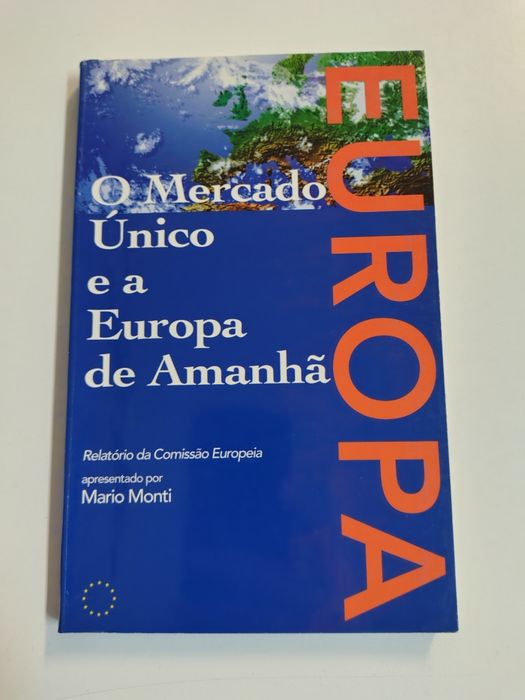 EUROPA
O Mercado
Único
e a
Europa
de Amanhã
Relatório da Comissão Europeia
apresentado por
Mario Monti